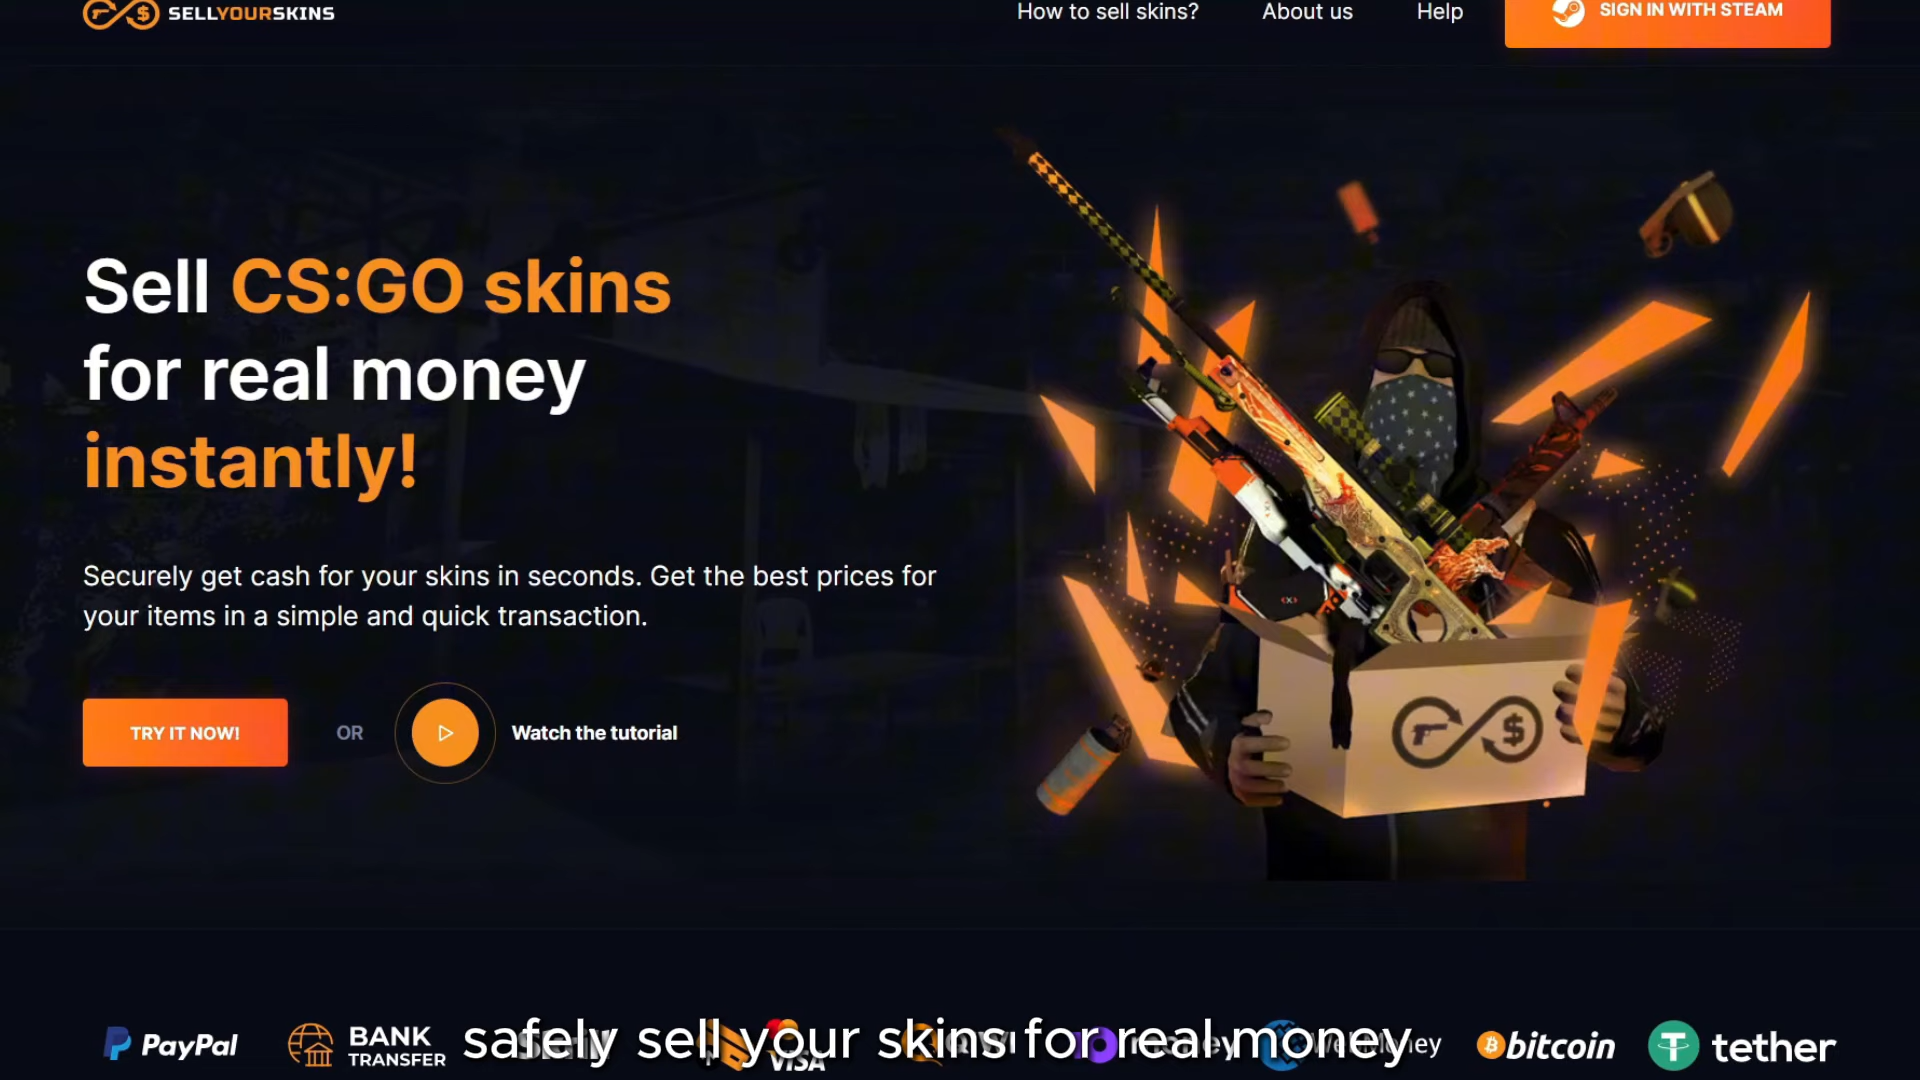 SELLYOURSKINS
How to sell skins?
About us
Help
SIGN IN WITH STEAM
Sell CS:GO skins
for real money
instantly!
Securely get cash for your skins in seconds. Get the best prices for
your items in a simple and quick transaction.
TRY IT NOW!
OR
Watch the tutorial
PayPal
BANK
TRANSFER
VISA
bitcoin
tether
safely sell your skins for real money